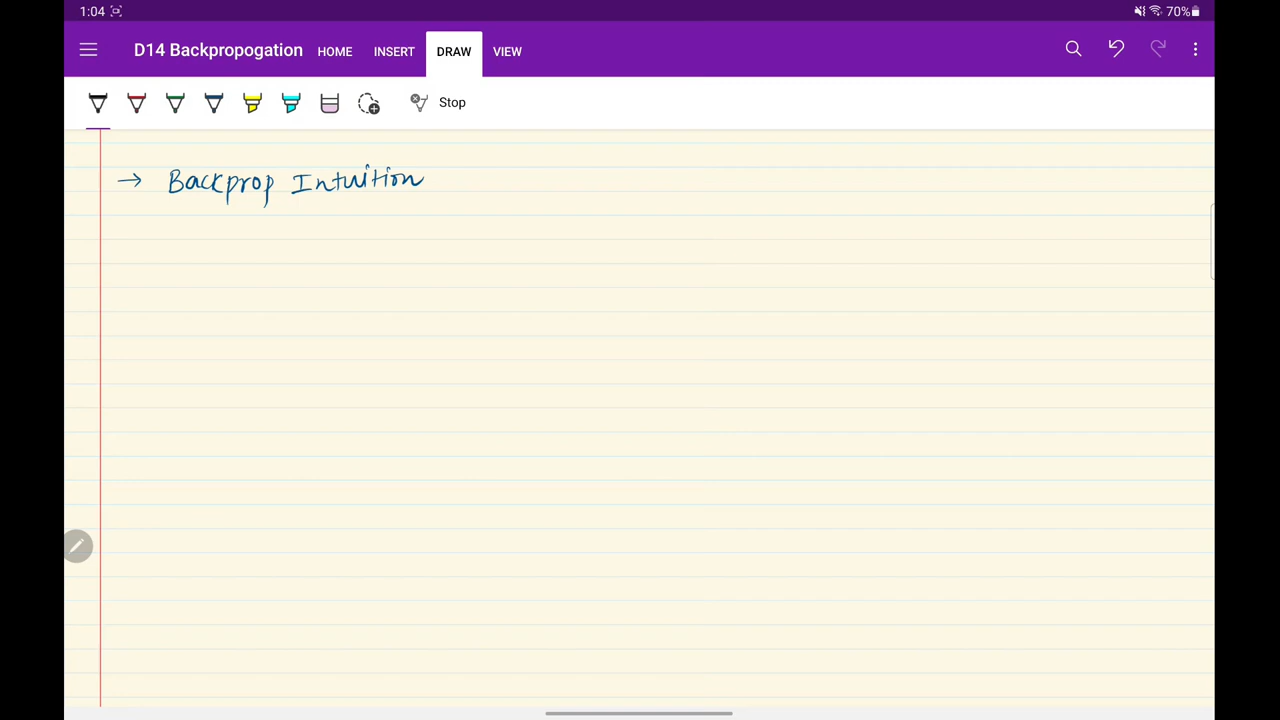 1:04 70%
D14 Backpropogation HOME INSERT DRAW VIEW
Stop
→ Backprop Intuition